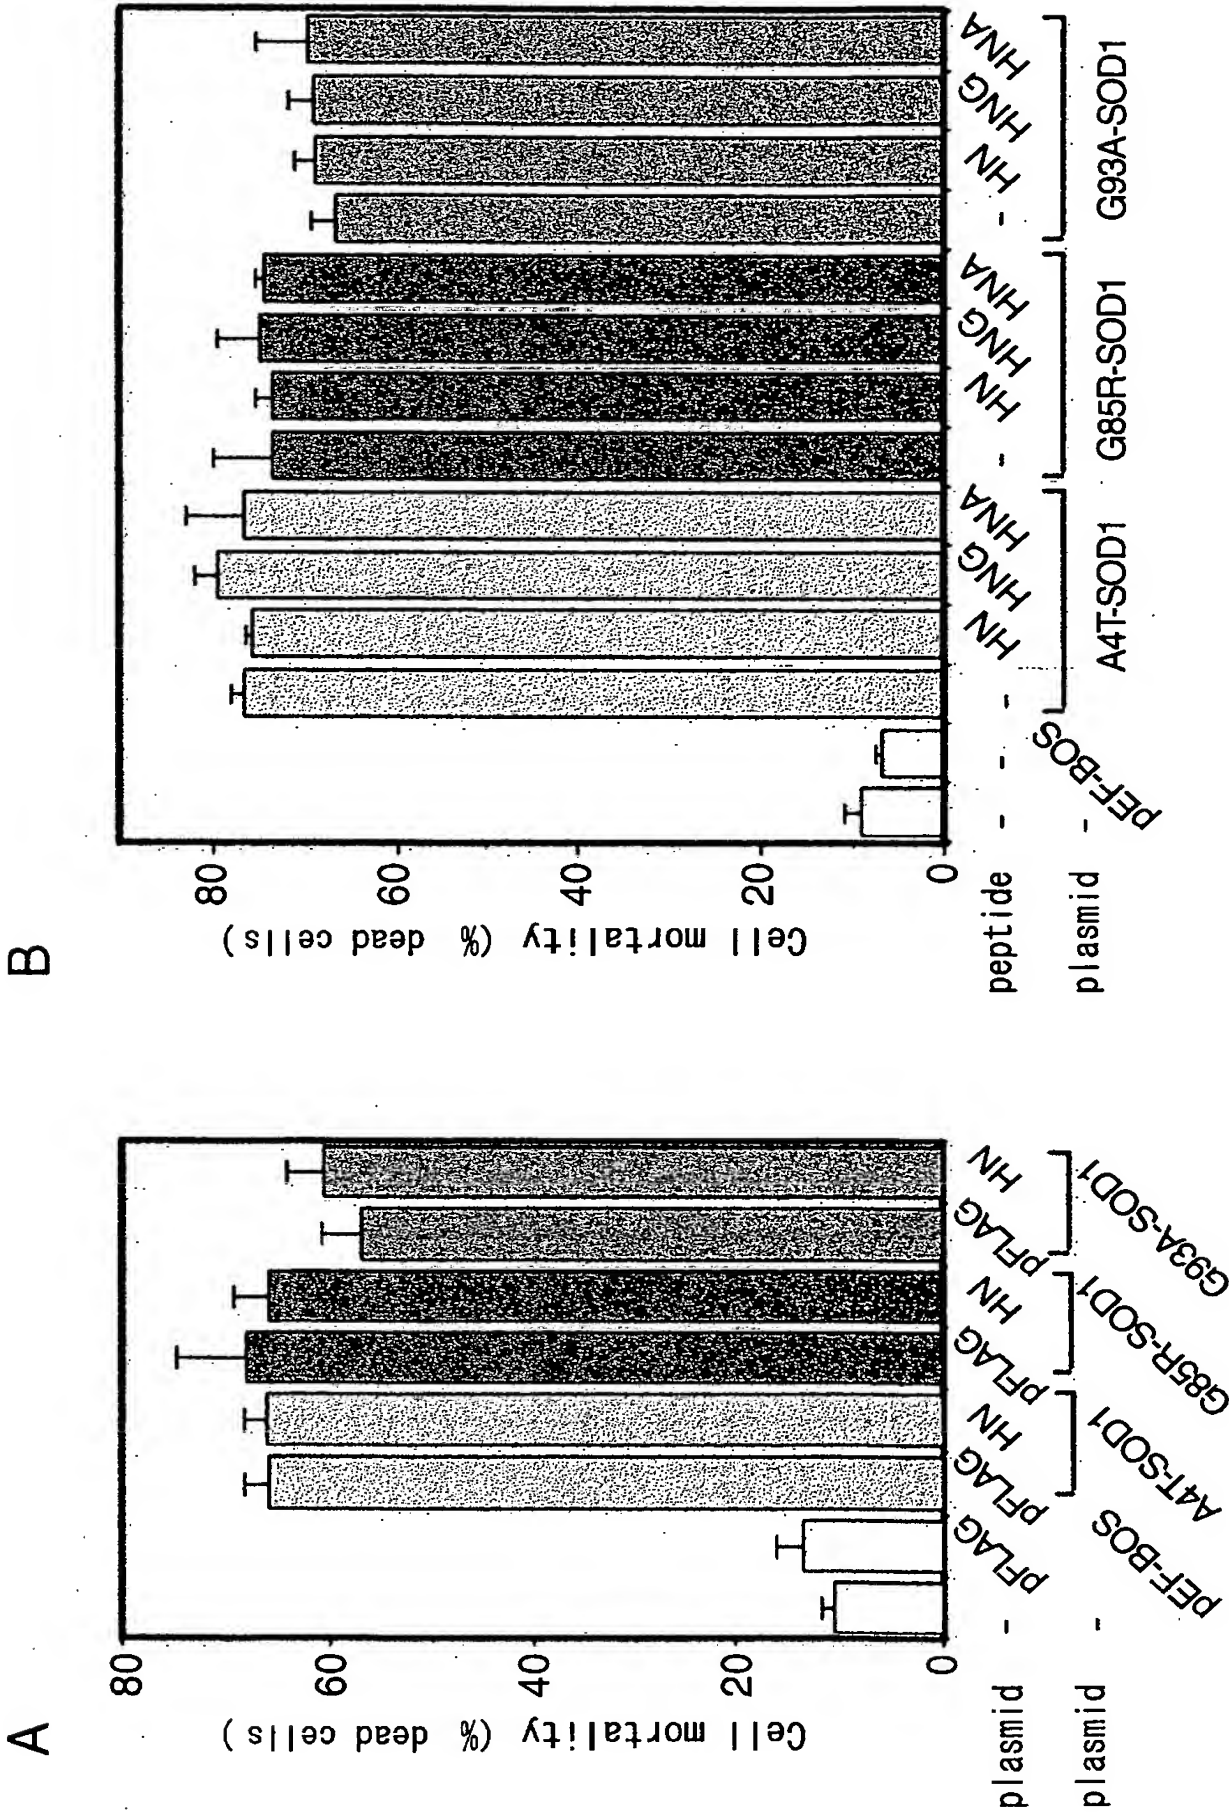 A
Cell mortality (% dead cells)
80
60
40
20
0
plasmid - pFLAG pFLAG HN pFLAG HN pFLAG HN
plasmid - pEF-BOS A4T-SOD1 G85R-SOD1 G93A-SOD1
B
Cell mortality (% dead cells)
80
60
40
20
0
peptide - - - HN HNG HNA - HN HNG HNA - HN HNG HNA
plasmid - pEF-BOS A4T-SOD1 G85R-SOD1 G93A-SOD1